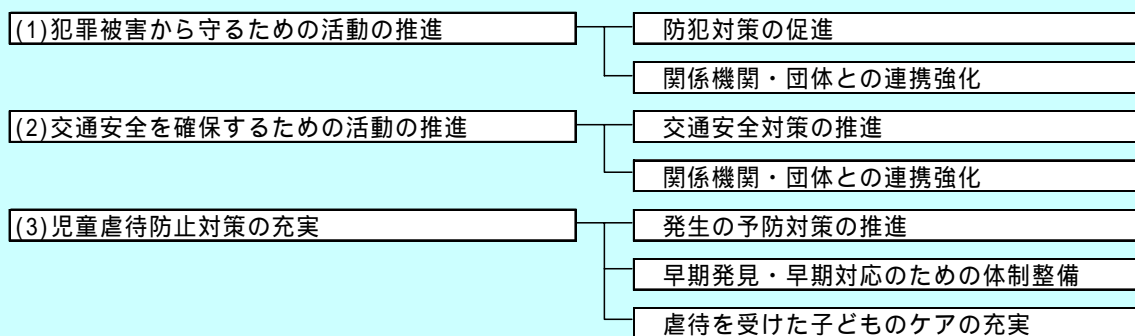 (1)犯罪被害から守るための活動の推進
防犯対策の促進
関係機関・団体との連携強化
(2)交通安全を確保するための活動の推進
交通安全対策の推進
関係機関・団体との連携強化
(3)児童虐待防止対策の充実
発生の予防対策の推進
早期発見・早期対応のための体制整備
虐待を受けた子どものケアの充実